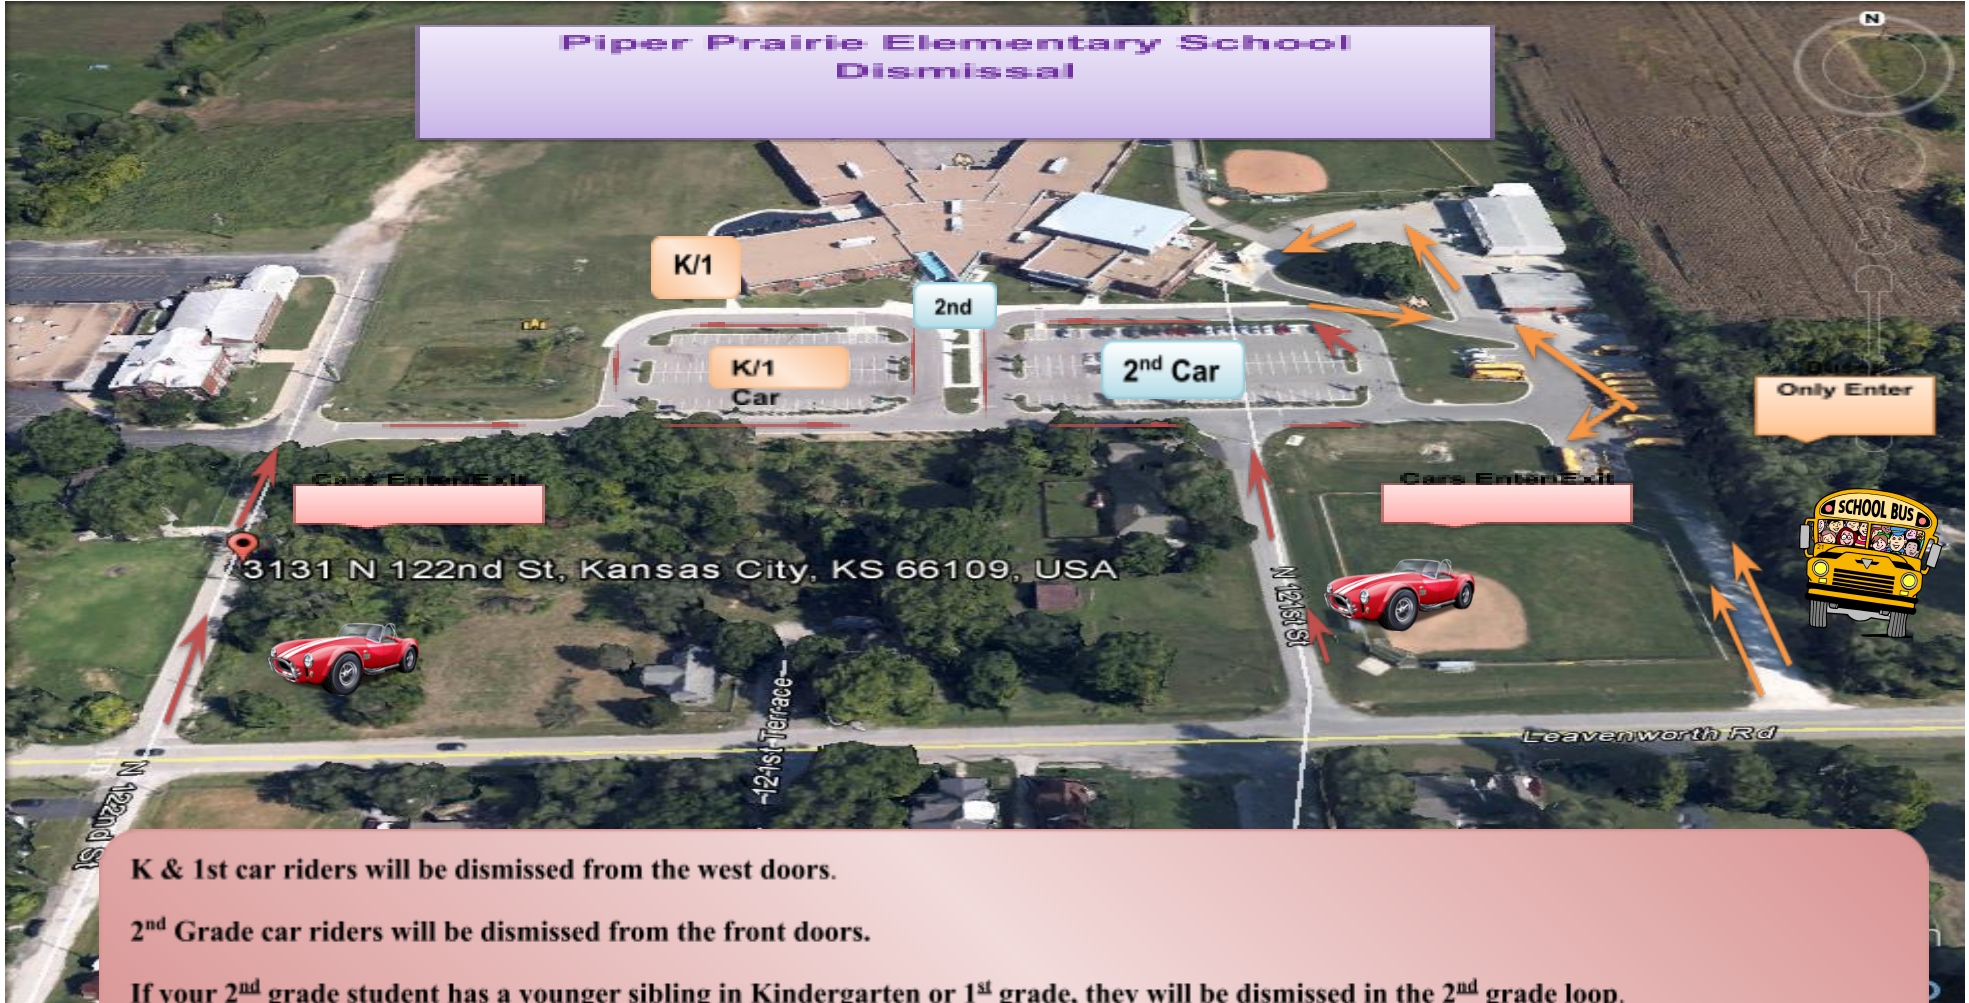 N
Piper Prairie Elementary School
Dismissal
K/1
2nd
K/1
Car
2nd Car
Only Enter
Cars Enter/Exit
Cars Enter/Exit
SCHOOL BUS
3131 N 122nd St, Kansas City, KS 66109, USA
N 121st St
121st Terrace
Leavenworth Rd
N 122nd St
K & 1st car riders will be dismissed from the west doors.
2nd Grade car riders will be dismissed from the front doors.
If your 2nd grade student has a younger sibling in Kindergarten or 1st grade, they will be dismissed in the 2nd grade loop.